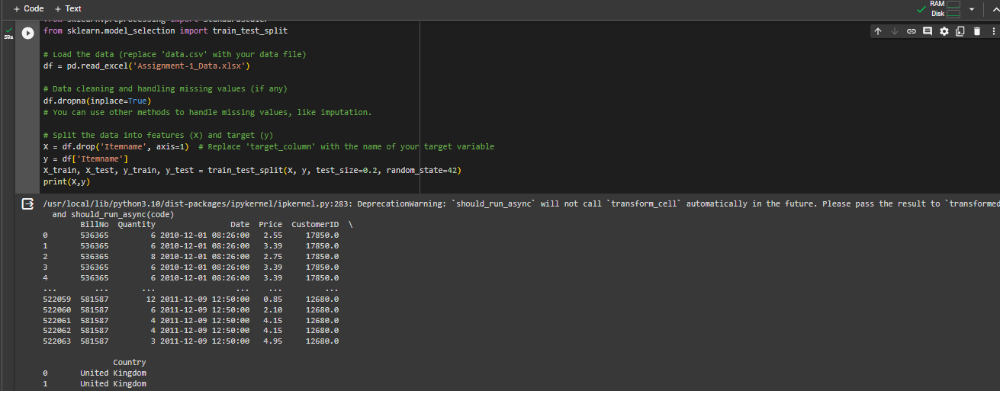 + Code + Text
RAM
Disk
59s
from sklearn.preprocessing import StandardScaler
from sklearn.model_selection import train_test_split
# Load the data (replace 'data.csv' with your data file)
df = pd.read_excel('Assignment-1_Data.xlsx')
# Data cleaning and handling missing values (if any)
df.dropna(inplace=True)
# You can use other methods to handle missing values, like imputation.
# Split the data into features (X) and target (y)
X = df.drop('Itemname', axis=1)  # Replace 'target_column' with the name of your target variable
y = df['Itemname']
X_train, X_test, y_train, y_test = train_test_split(X, y, test_size=0.2, random_state=42)
print(X,y)
/usr/local/lib/python3.10/dist-packages/ipykernel/ipkernel.py:283: DeprecationWarning: `should_run_async` will not call `transform_cell` automatically in the future. Please pass the result to `transformed
and should_run_async(code)
BillNo Quantity Date Price CustomerID \
0 536365 6 2010-12-01 08:26:00 2.55 17850.0
1 536365 6 2010-12-01 08:26:00 3.39 17850.0
2 536365 8 2010-12-01 08:26:00 2.75 17850.0
3 536365 6 2010-12-01 08:26:00 3.39 17850.0
4 536365 6 2010-12-01 08:26:00 3.39 17850.0
... ... ... ... ... ...
522059 581587 12 2011-12-09 12:50:00 0.85 12680.0
522060 581587 6 2011-12-09 12:50:00 2.10 12680.0
522061 581587 4 2011-12-09 12:50:00 4.15 12680.0
522062 581587 4 2011-12-09 12:50:00 4.15 12680.0
522063 581587 3 2011-12-09 12:50:00 4.95 12680.0
Country
0 United Kingdom
1 United Kingdom